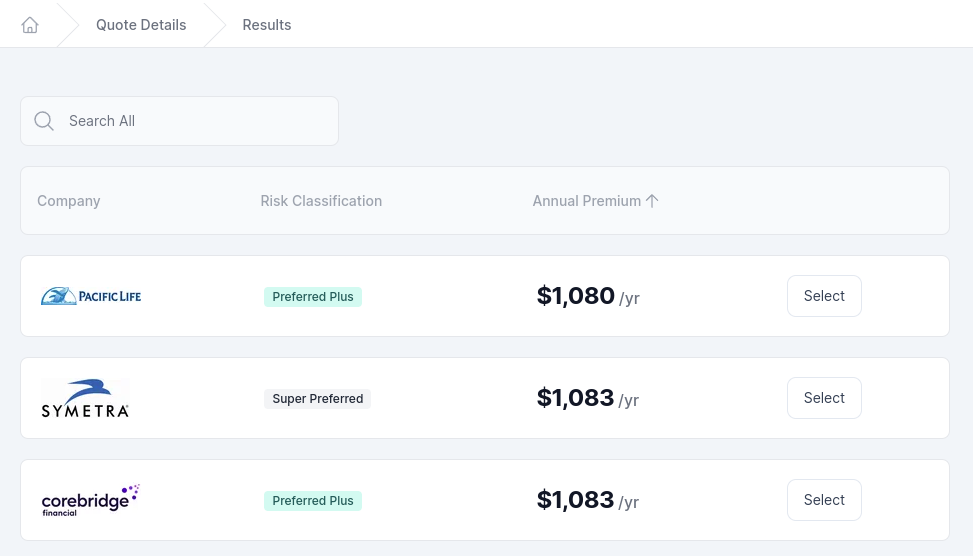 Quote Details Results
Search All
Company Risk Classification Annual Premium
PACIFIC LIFE Preferred Plus $1,080 /yr Select
SYMETRA Super Preferred $1,083 /yr Select
corebridge financial Preferred Plus $1,083 /yr Select